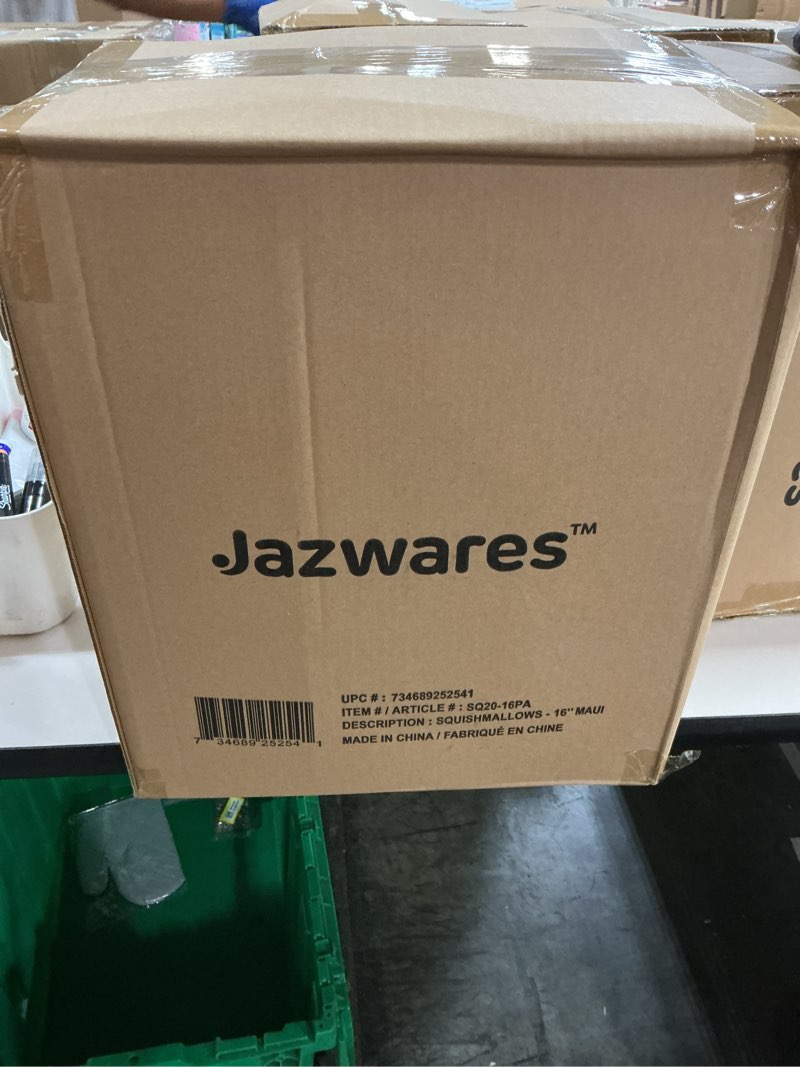 Jazwares™
UPC # : 734689252541
ITEM # / ARTICLE # : SQ20-16PA
DESCRIPTION : SQUISHMALLOWS - 16" MAUI
MADE IN CHINA / FABRIQUÉ EN CHINE
7 34689 25254 1
Sharpie